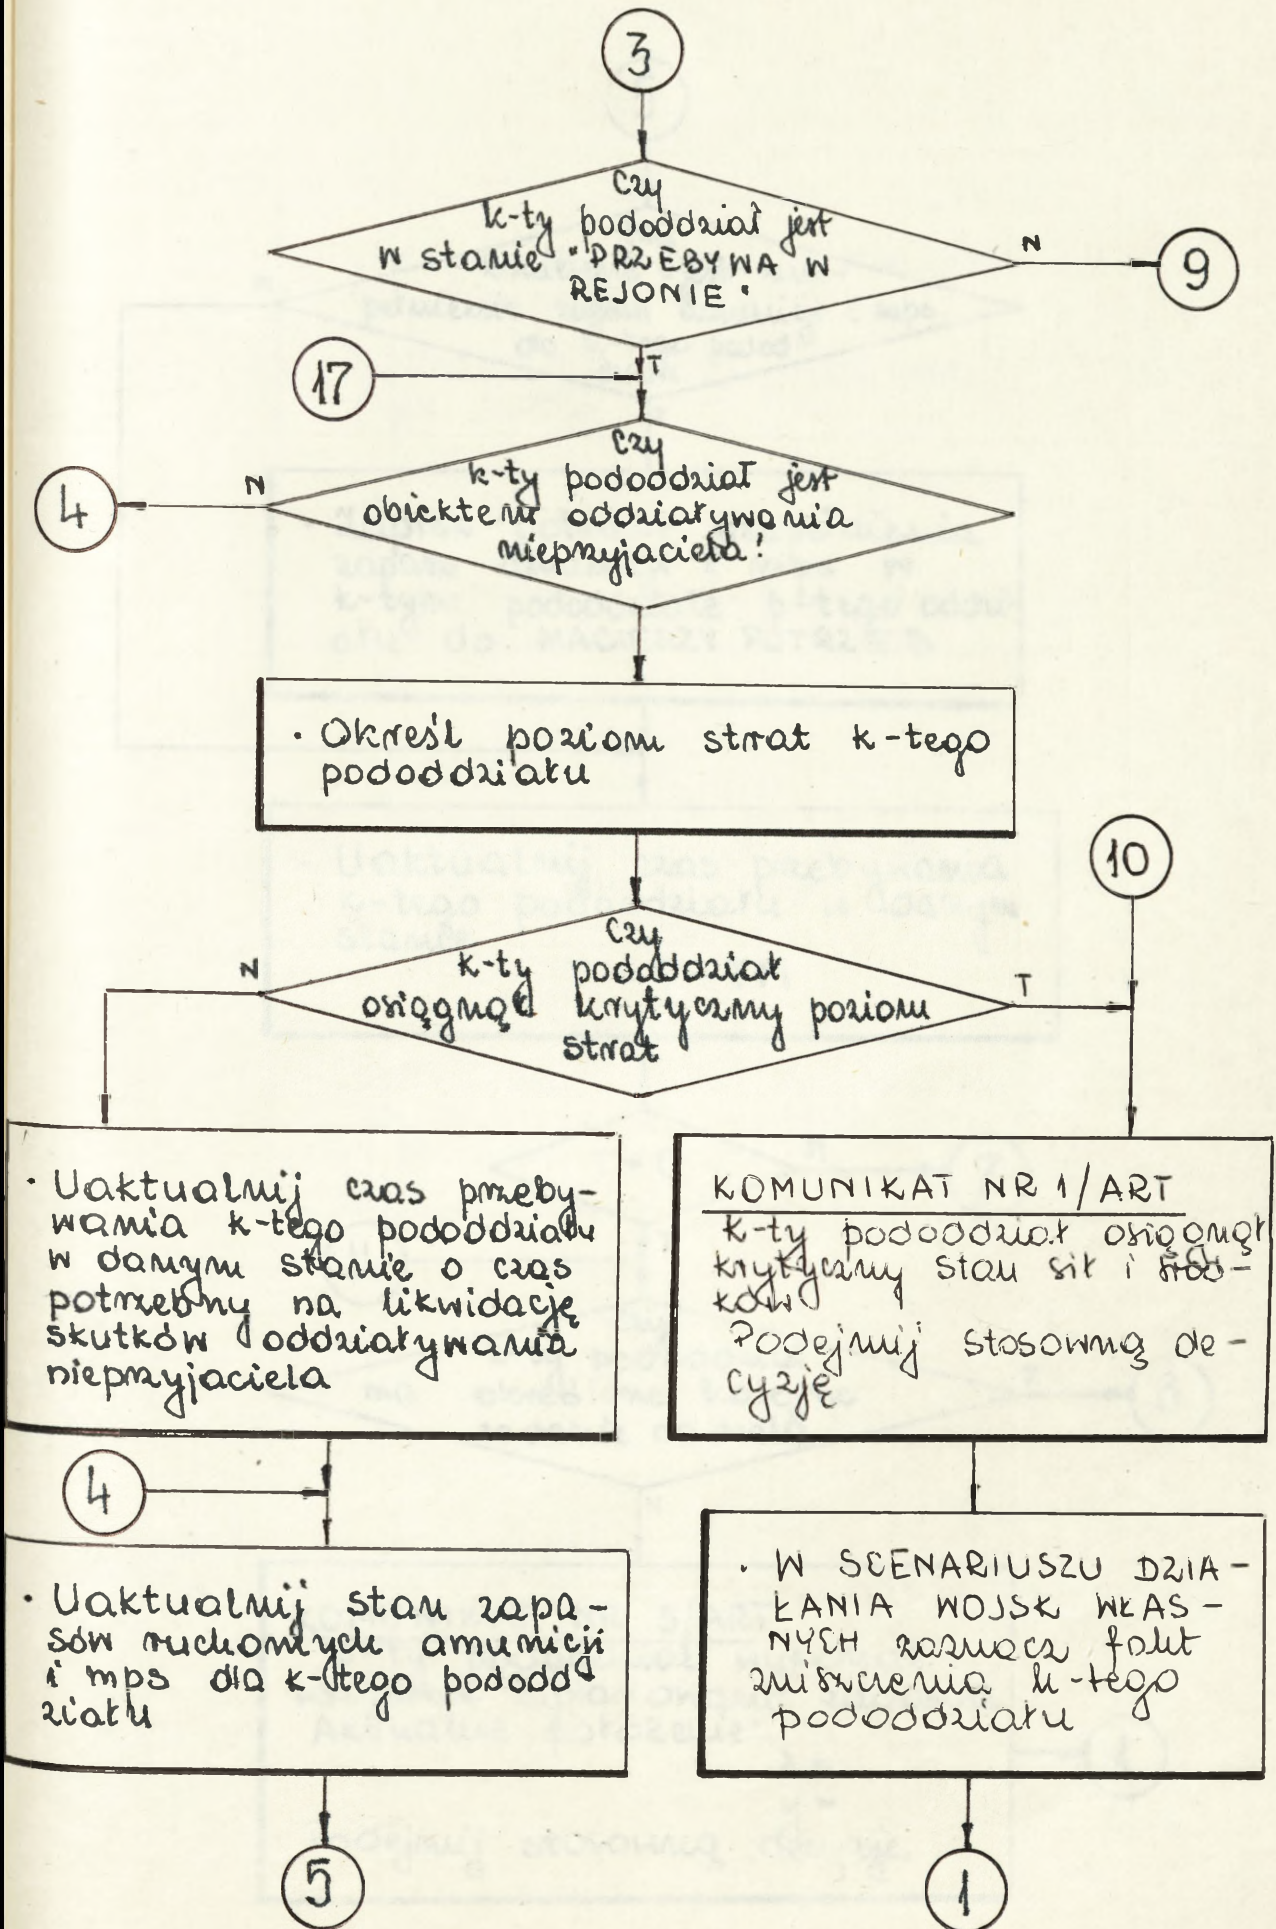 3
Czy
k-ty pododdział jest
w stanie "PRZEBYWA W
REJONIE"
N
9
T
17
Czy
k-ty pododdział jest
obiektem oddziaływania
nieprzyjaciela?
N
4
· Określ poziom strat k-tego
pododdziału
10
Czy
k-ty pododdział
osiągnął krytyczny poziom
strat
N
T
· Uaktualnij czas przeby-
wania k-tego pododdziału
w danym stanie o czas
potrzebny na likwidację
skutków oddziaływania
nieprzyjaciela
KOMUNIKAT NR 1/ART
k-ty pododdział osiągnął
krytyczny stan sił i środ-
ków
Podejmij stosowną de-
cyzję
4
· Uaktualnij stan zapa-
sów ruchomych amunicji
i mps dla k-tego pododd
ziału
· W SCENARIUSZU DZIA-
ŁANIA WOJSK WŁAS-
NYCH zaznacz fakt
zniszczenia k-tego
pododdziału
5
1